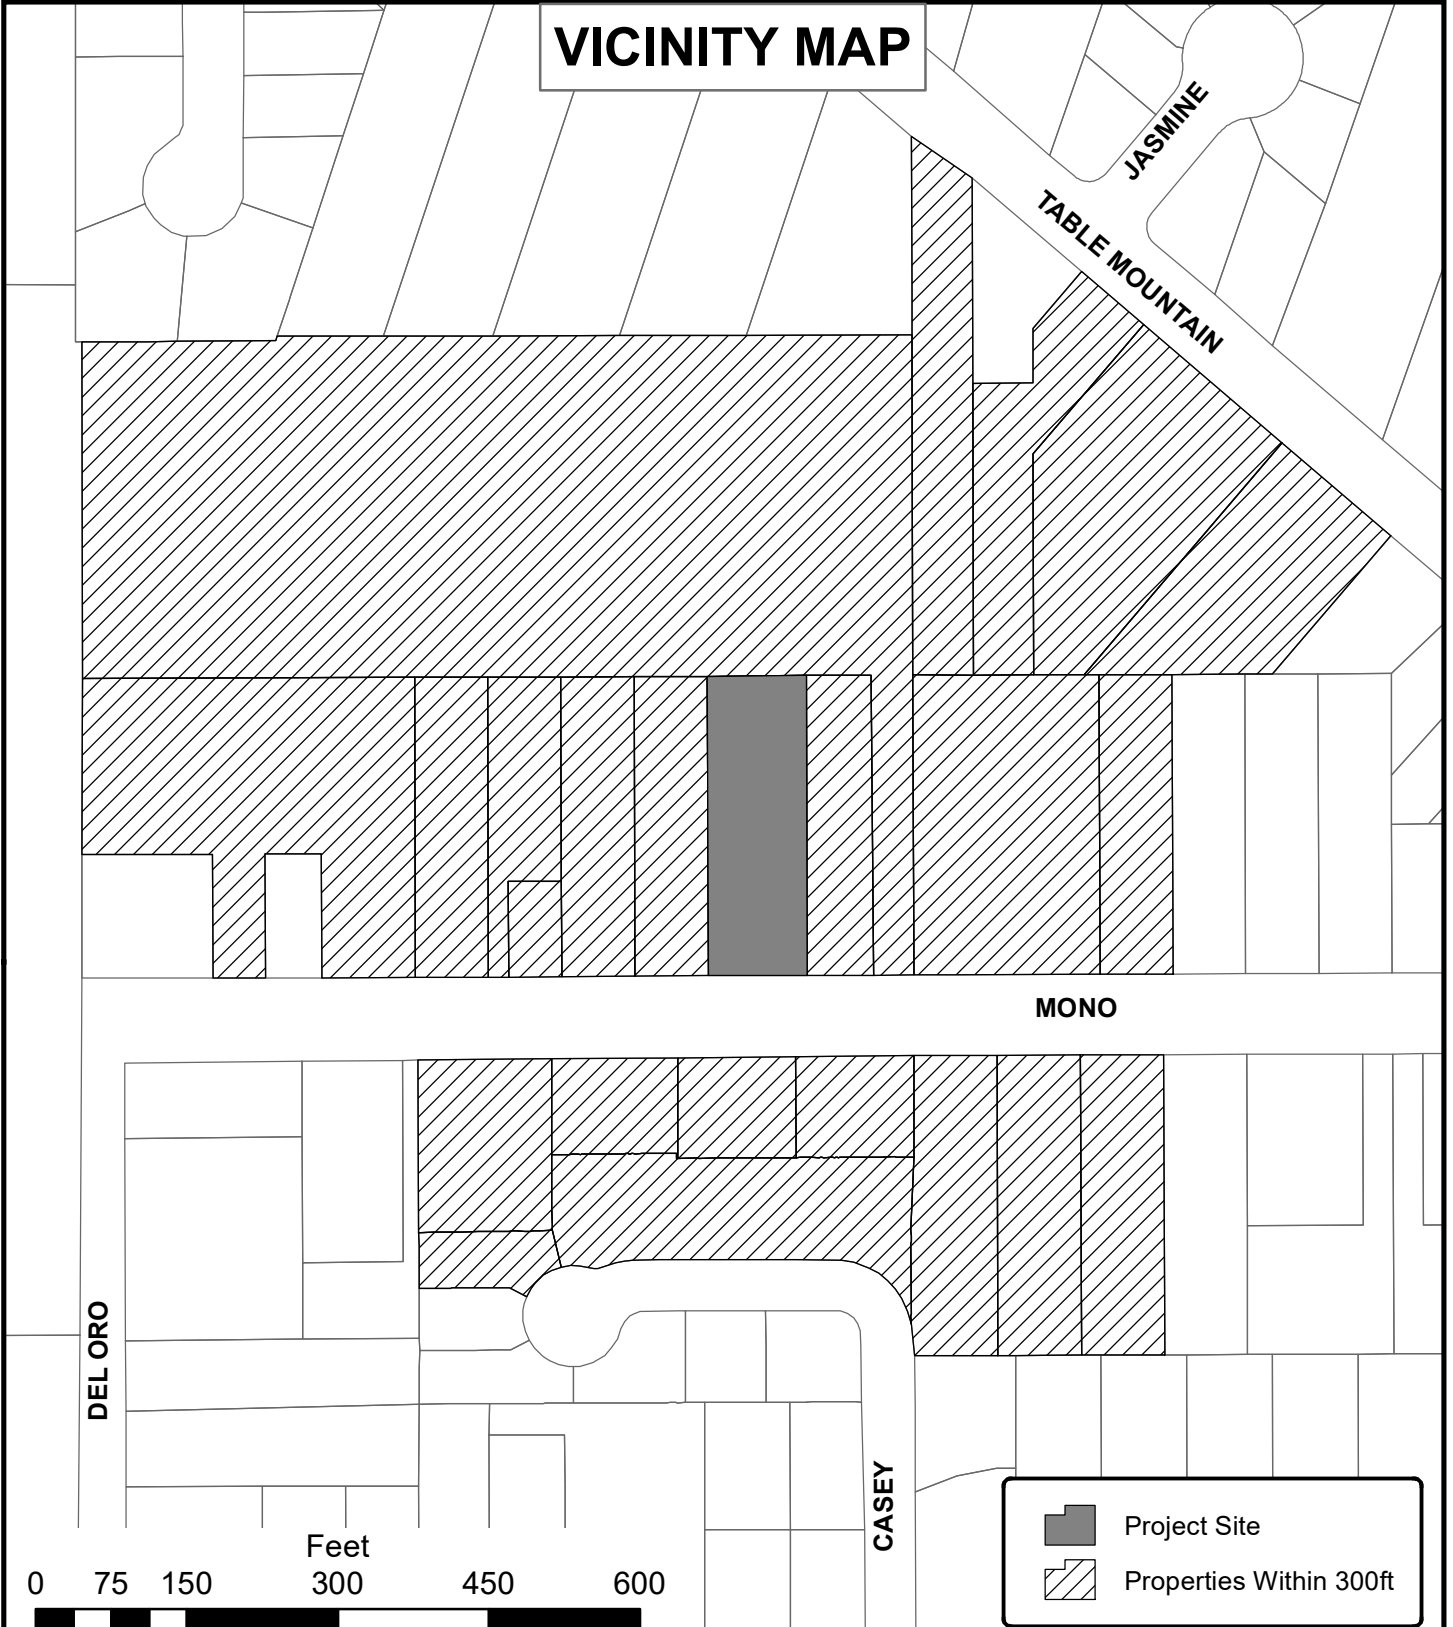 VICINITY MAP
JASMINE
TABLE MOUNTAIN
MONO
DEL ORO
CASEY
Feet
0 75 150 300 450 600
Project Site
Properties Within 300ft